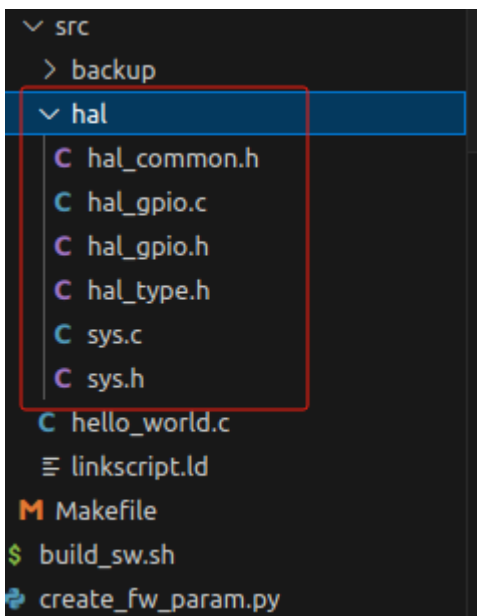 src
backup
hal
C hal_common.h
C hal_gpio.c
C hal_gpio.h
C hal_type.h
C sys.c
C sys.h
C hello_world.c
linkscript.ld
M Makefile
$ build_sw.sh
create_fw_param.py